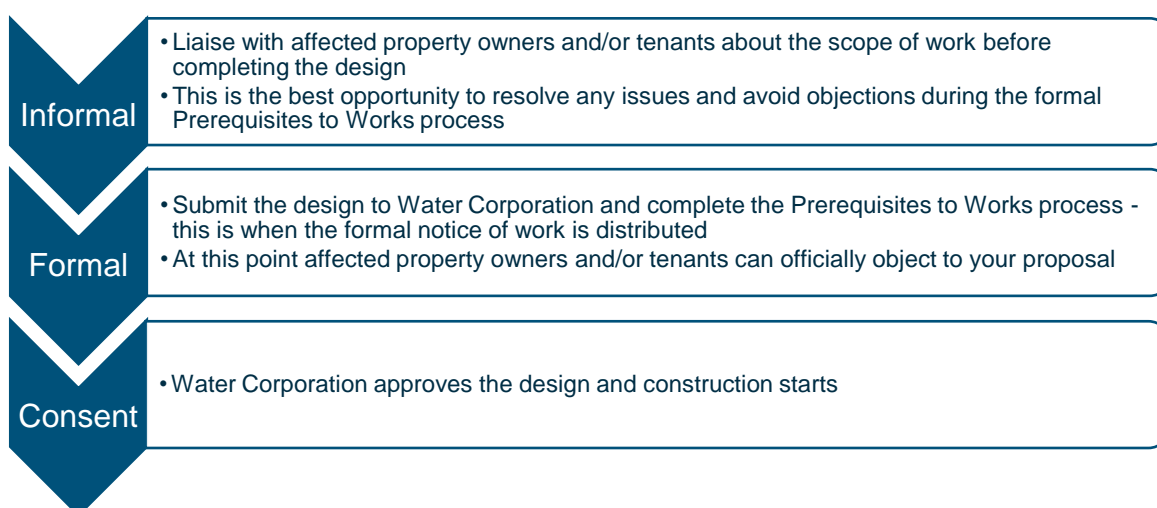 Informal
• Liaise with affected property owners and/or tenants about the scope of work before
completing the design
• This is the best opportunity to resolve any issues and avoid objections during the formal
Prerequisites to Works process
Formal
• Submit the design to Water Corporation and complete the Prerequisites to Works process -
this is when the formal notice of work is distributed
• At this point affected property owners and/or tenants can officially object to your proposal
Consent
• Water Corporation approves the design and construction starts